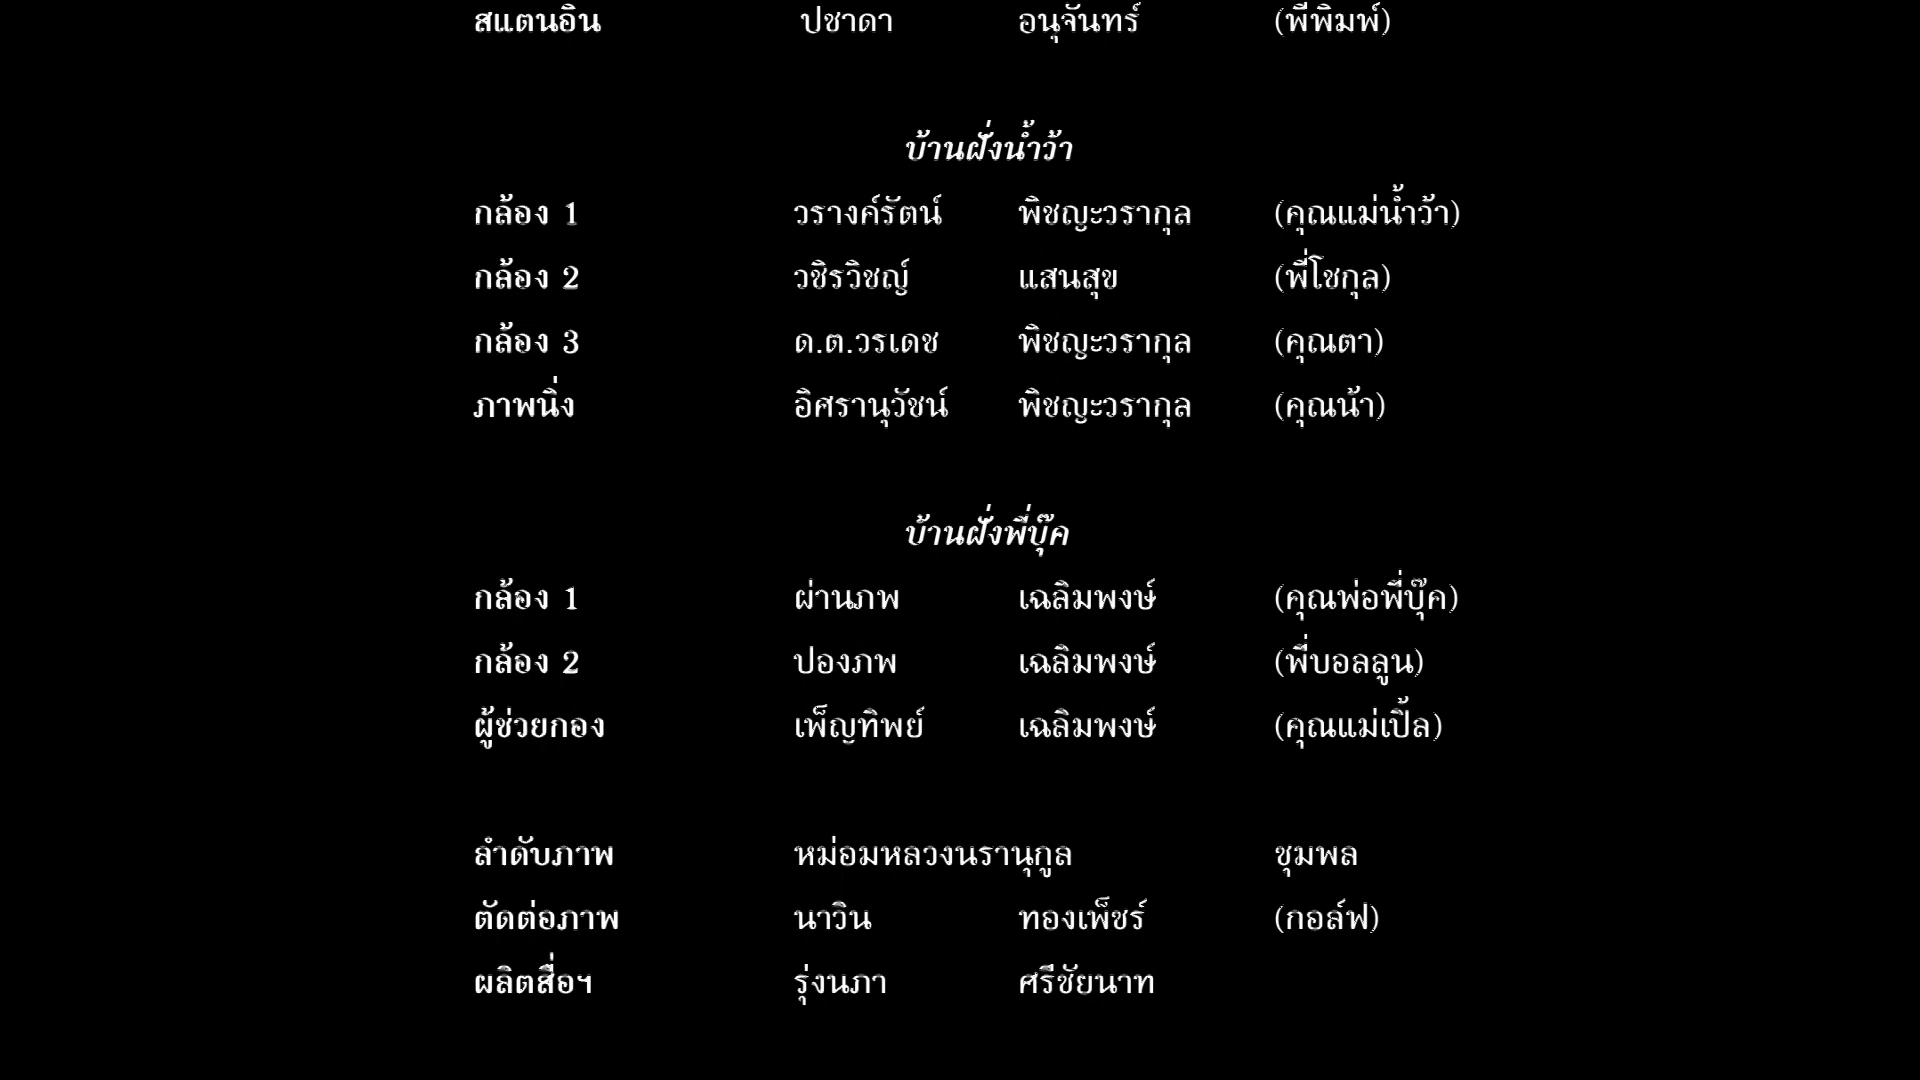 สแตนอิน ปชาดา อนุจันทร์ (พี่พิมพ์)
บ้านฝั่งน้ำว้า
กล้อง 1 วรางค์รัตน์ พิชญะวรากุล (คุณแม่น้ำว้า)
กล้อง 2 วชิรวิชญ์ แสนสุข (พี่โชกุล)
กล้อง 3 ด.ต.วรเดช พิชญะวรากุล (คุณตา)
ภาพนิ่ง อิศรานุวัชน์ พิชญะวรากุล (คุณน้า)
บ้านฝั่งพี่บุ๊ค
กล้อง 1 ผ่านภพ เฉลิมพงษ์ (คุณพ่อพี่บุ๊ค)
กล้อง 2 ปองภพ เฉลิมพงษ์ (พี่บอลลูน)
ผู้ช่วยกอง เพ็ญทิพย์ เฉลิมพงษ์ (คุณแม่เปิ้ล)
ลำดับภาพ หม่อมหลวงนรานุกูล ชุมพล
ตัดต่อภาพ นาวิน ทองเพ็ชร์ (กอล์ฟ)
ผลิตสื่อฯ รุ่งนภา ศรีชัยนาท